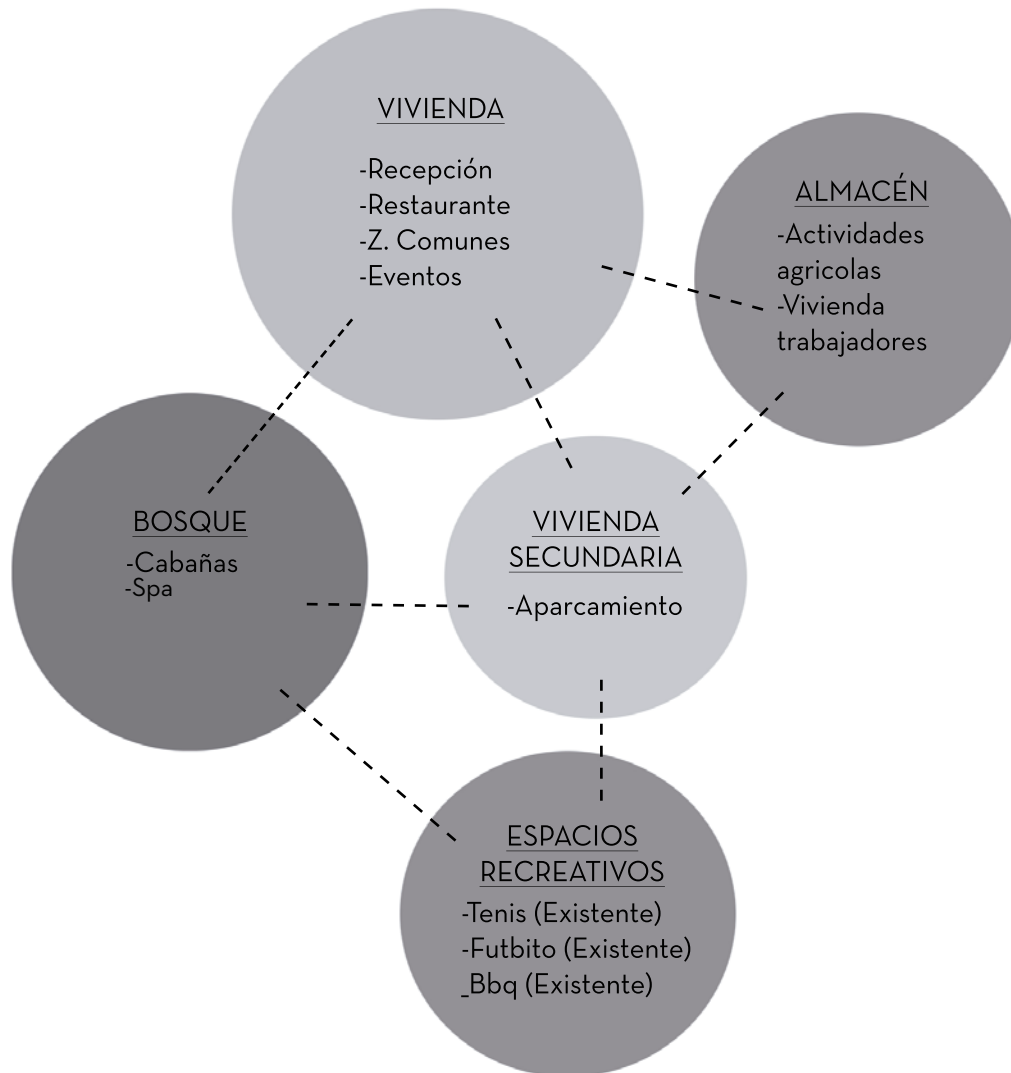 VIVIENDA
-Recepción
-Restaurante
-Z. Comunes
-Eventos
ALMACÉN
-Actividades
agricolas
-Vivienda
trabajadores
BOSQUE
-Cabañas
-Spa
VIVIENDA
SECUNDARIA
-Aparcamiento
ESPACIOS
RECREATIVOS
-Tenis (Existente)
-Futbito (Existente)
_Bbq (Existente)